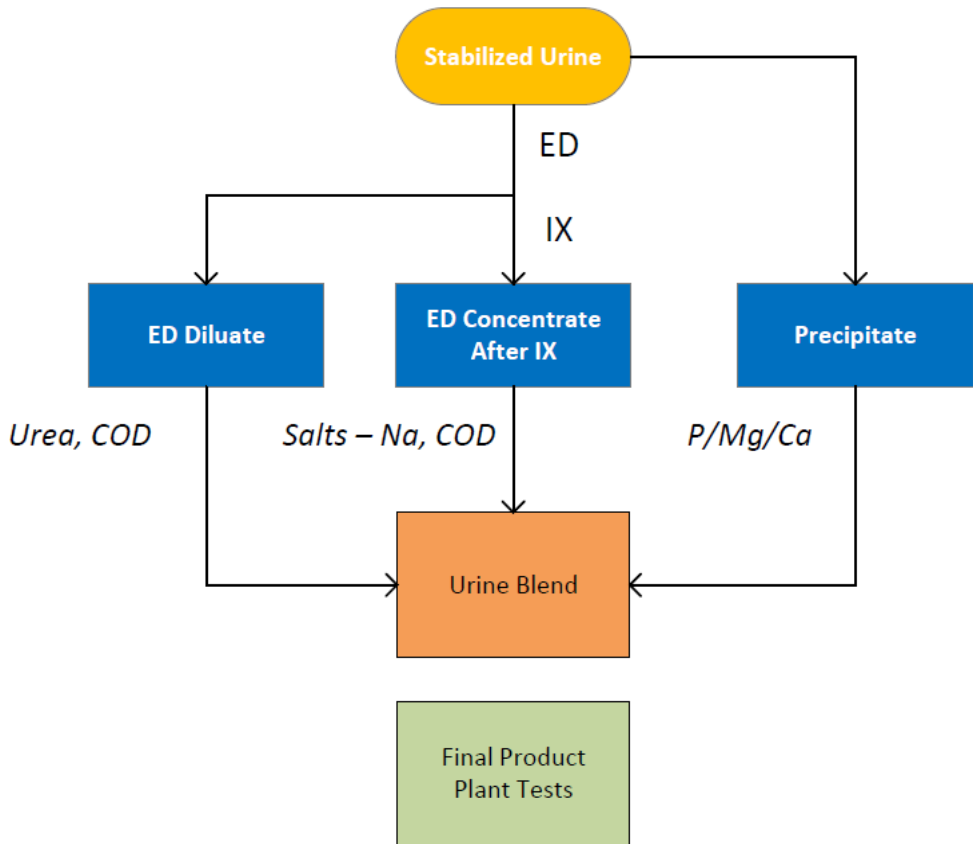 Stabilized Urine
ED
IX
ED Diluate
ED Concentrate
After IX
Precipitate
Urea, COD
Salts – Na, COD
P/Mg/Ca
Urine Blend
Final Product
Plant Tests